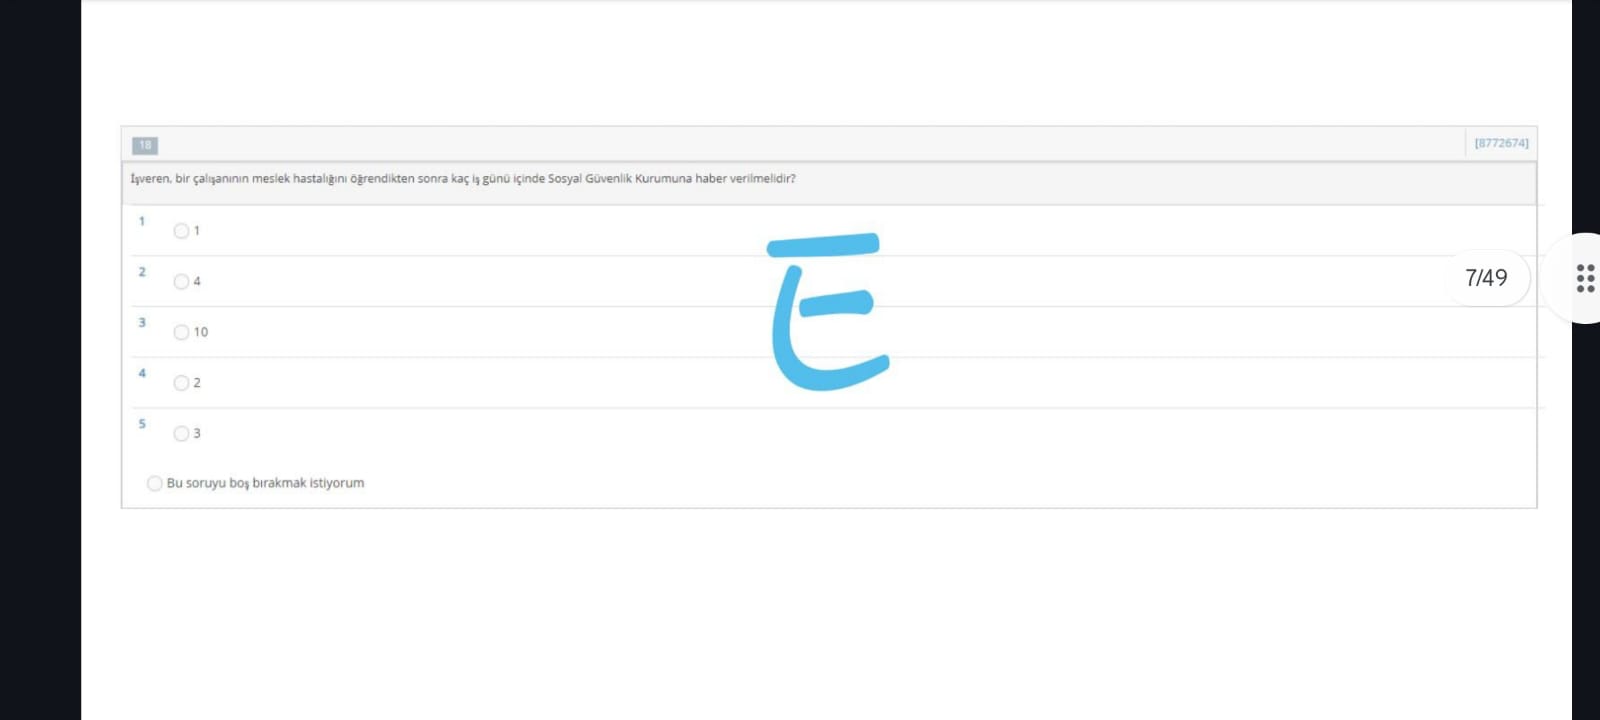 18
[8772674]
İşveren, bir çalışanının meslek hastalığını öğrendikten sonra kaç iş günü içinde Sosyal Güvenlik Kurumuna haber verilmelidir?
1 1
2 4
7/49
3 10
4 2
5 3
E
Bu soruyu boş bırakmak istiyorum